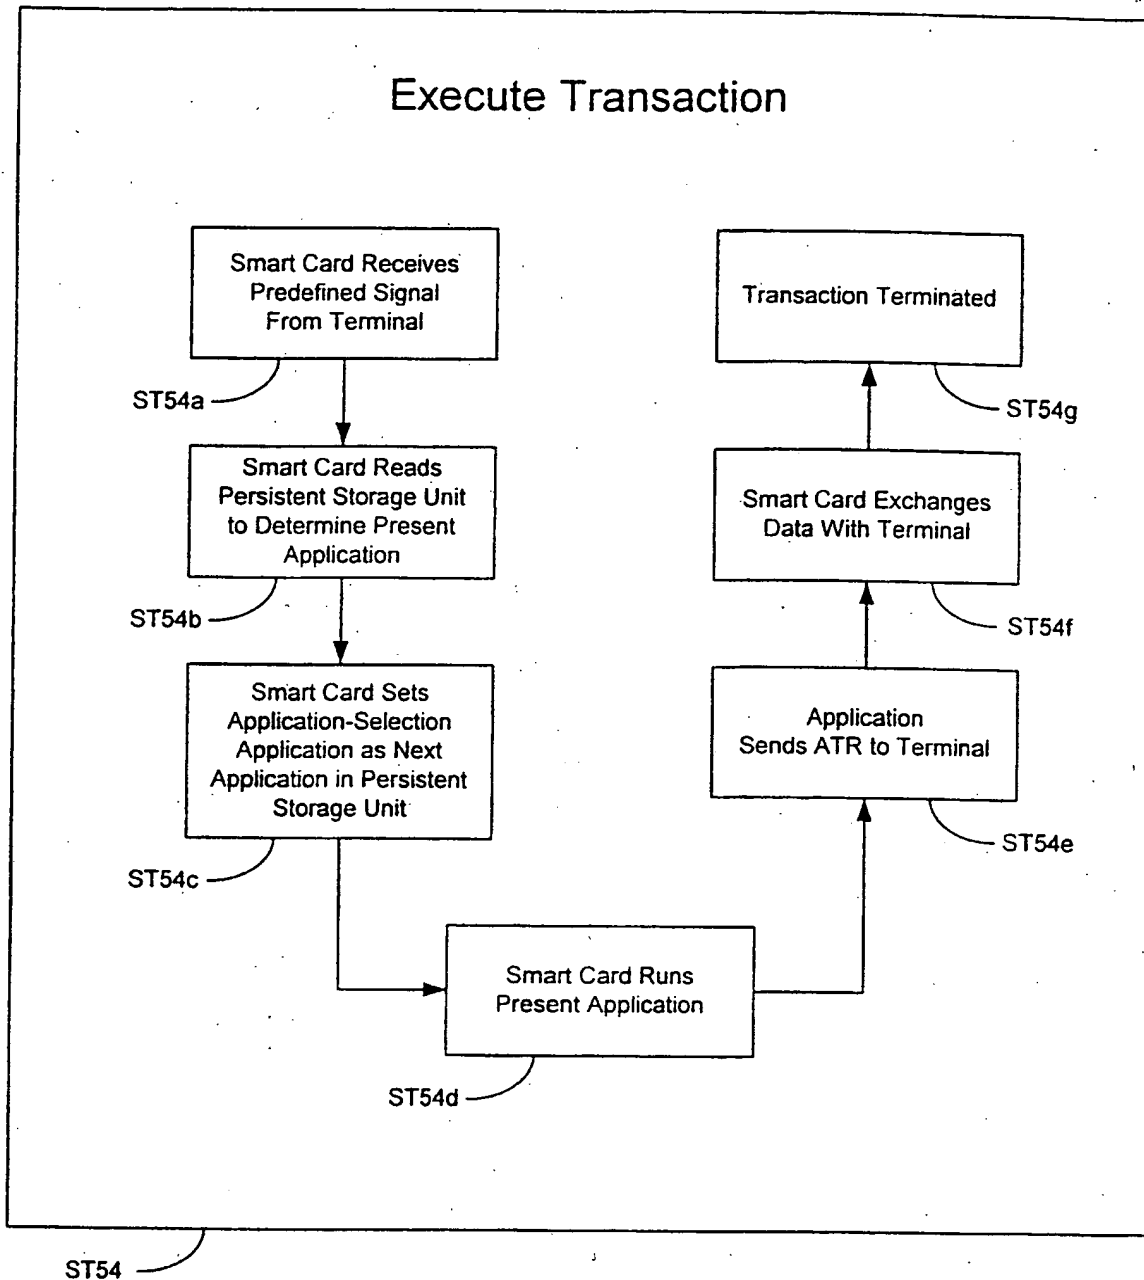 Execute Transaction
Smart Card Receives
Predefined Signal
From Terminal
ST54a
Smart Card Reads
Persistent Storage Unit
to Determine Present
Application
ST54b
Smart Card Sets
Application-Selection
Application as Next
Application in Persistent
Storage Unit
ST54c
Smart Card Runs
Present Application
ST54d
Application
Sends ATR to Terminal
ST54e
Smart Card Exchanges
Data With Terminal
ST54f
Transaction Terminated
ST54g
ST54